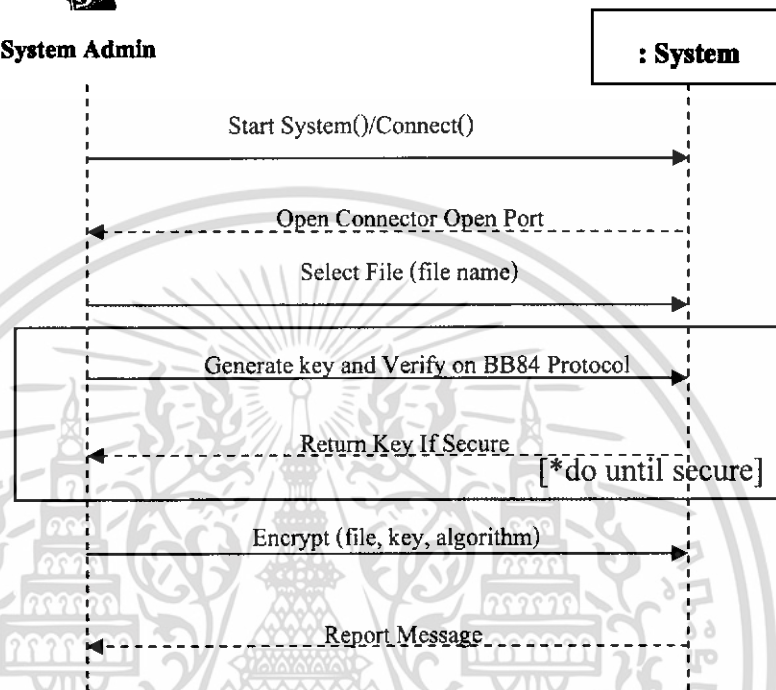 System Admin
: System
Start System()/Connect()
Open Connector Open Port
Select File (file name)
Generate key and Verify on BB84 Protocol
Return Key If Secure
[*do until secure]
Encrypt (file, key, algorithm)
Report Message